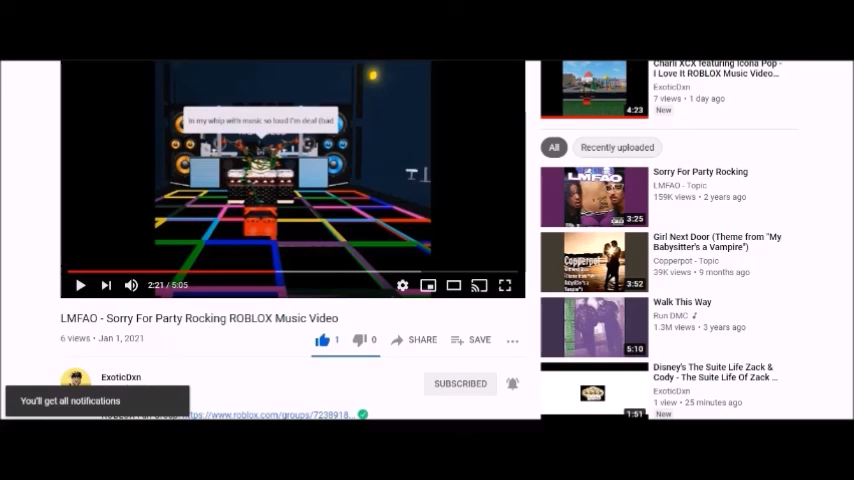 In my whip with music so loud I'm deaf (bad
2:21 / 5:05
LMFAO - Sorry For Party Rocking ROBLOX Music Video
6 views • Jan 1, 2021
1
0
SHARE
SAVE
ExoticDxn
SUBSCRIBED
You'll get all notifications
https://www.roblox.com/groups/7238918...
Charli XCX featuring Icona Pop -
I Love It ROBLOX Music Video...
ExoticDxn
7 views • 1 day ago
New
4:23
All
Recently uploaded
LMFAO
3:25
Sorry For Party Rocking
LMFAO - Topic
159K views • 2 years ago
Copperpot
3:52
Girl Next Door (Theme from "My
Babysitter's a Vampire")
Copperpot - Topic
39K views • 9 months ago
5:10
Walk This Way
Run DMC
1.3M views • 3 years ago
1:51
Disney's The Suite Life Zack &
Cody - The Suite Life Of Zack ...
ExoticDxn
1 view • 25 minutes ago
New